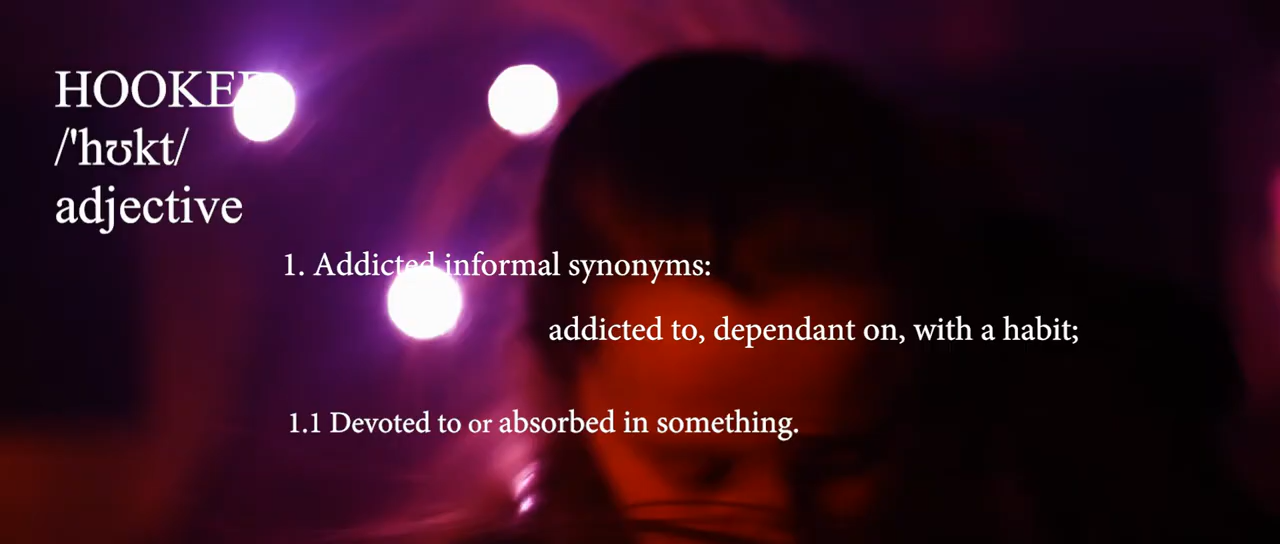 HOOKED
/'hʊkt/
adjective
1. Addicted informal synonyms:
addicted to, dependant on, with a habit;
1.1 Devoted to or absorbed in something.